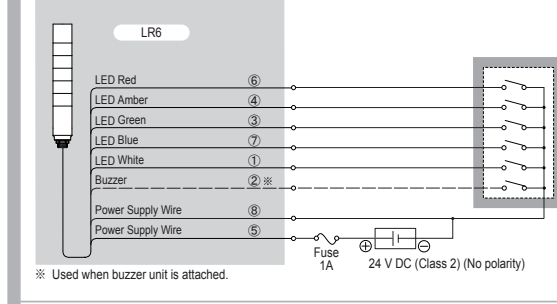 LR6
LED Red ⑥
LED Amber ④
LED Green ③
LED Blue ⑦
LED White ①
Buzzer ② ※
Power Supply Wire ⑧
Power Supply Wire ⑤
Fuse
1A
⊕ ⊖
24 V DC (Class 2) (No polarity)
※ Used when buzzer unit is attached.